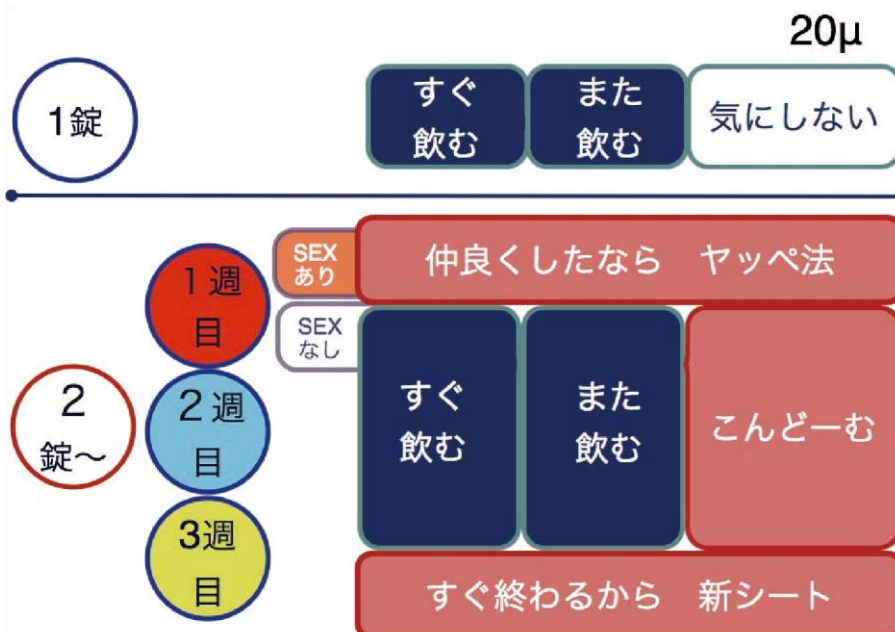 20μ
1錠
すぐ
飲む
また
飲む
気にしない
SEX
あり
仲良くしたなら ヤッペ法
1週
目
SEX
なし
2
錠~
2週
目
すぐ
飲む
また
飲む
こんどーむ
3週
目
すぐ終わるから 新シート